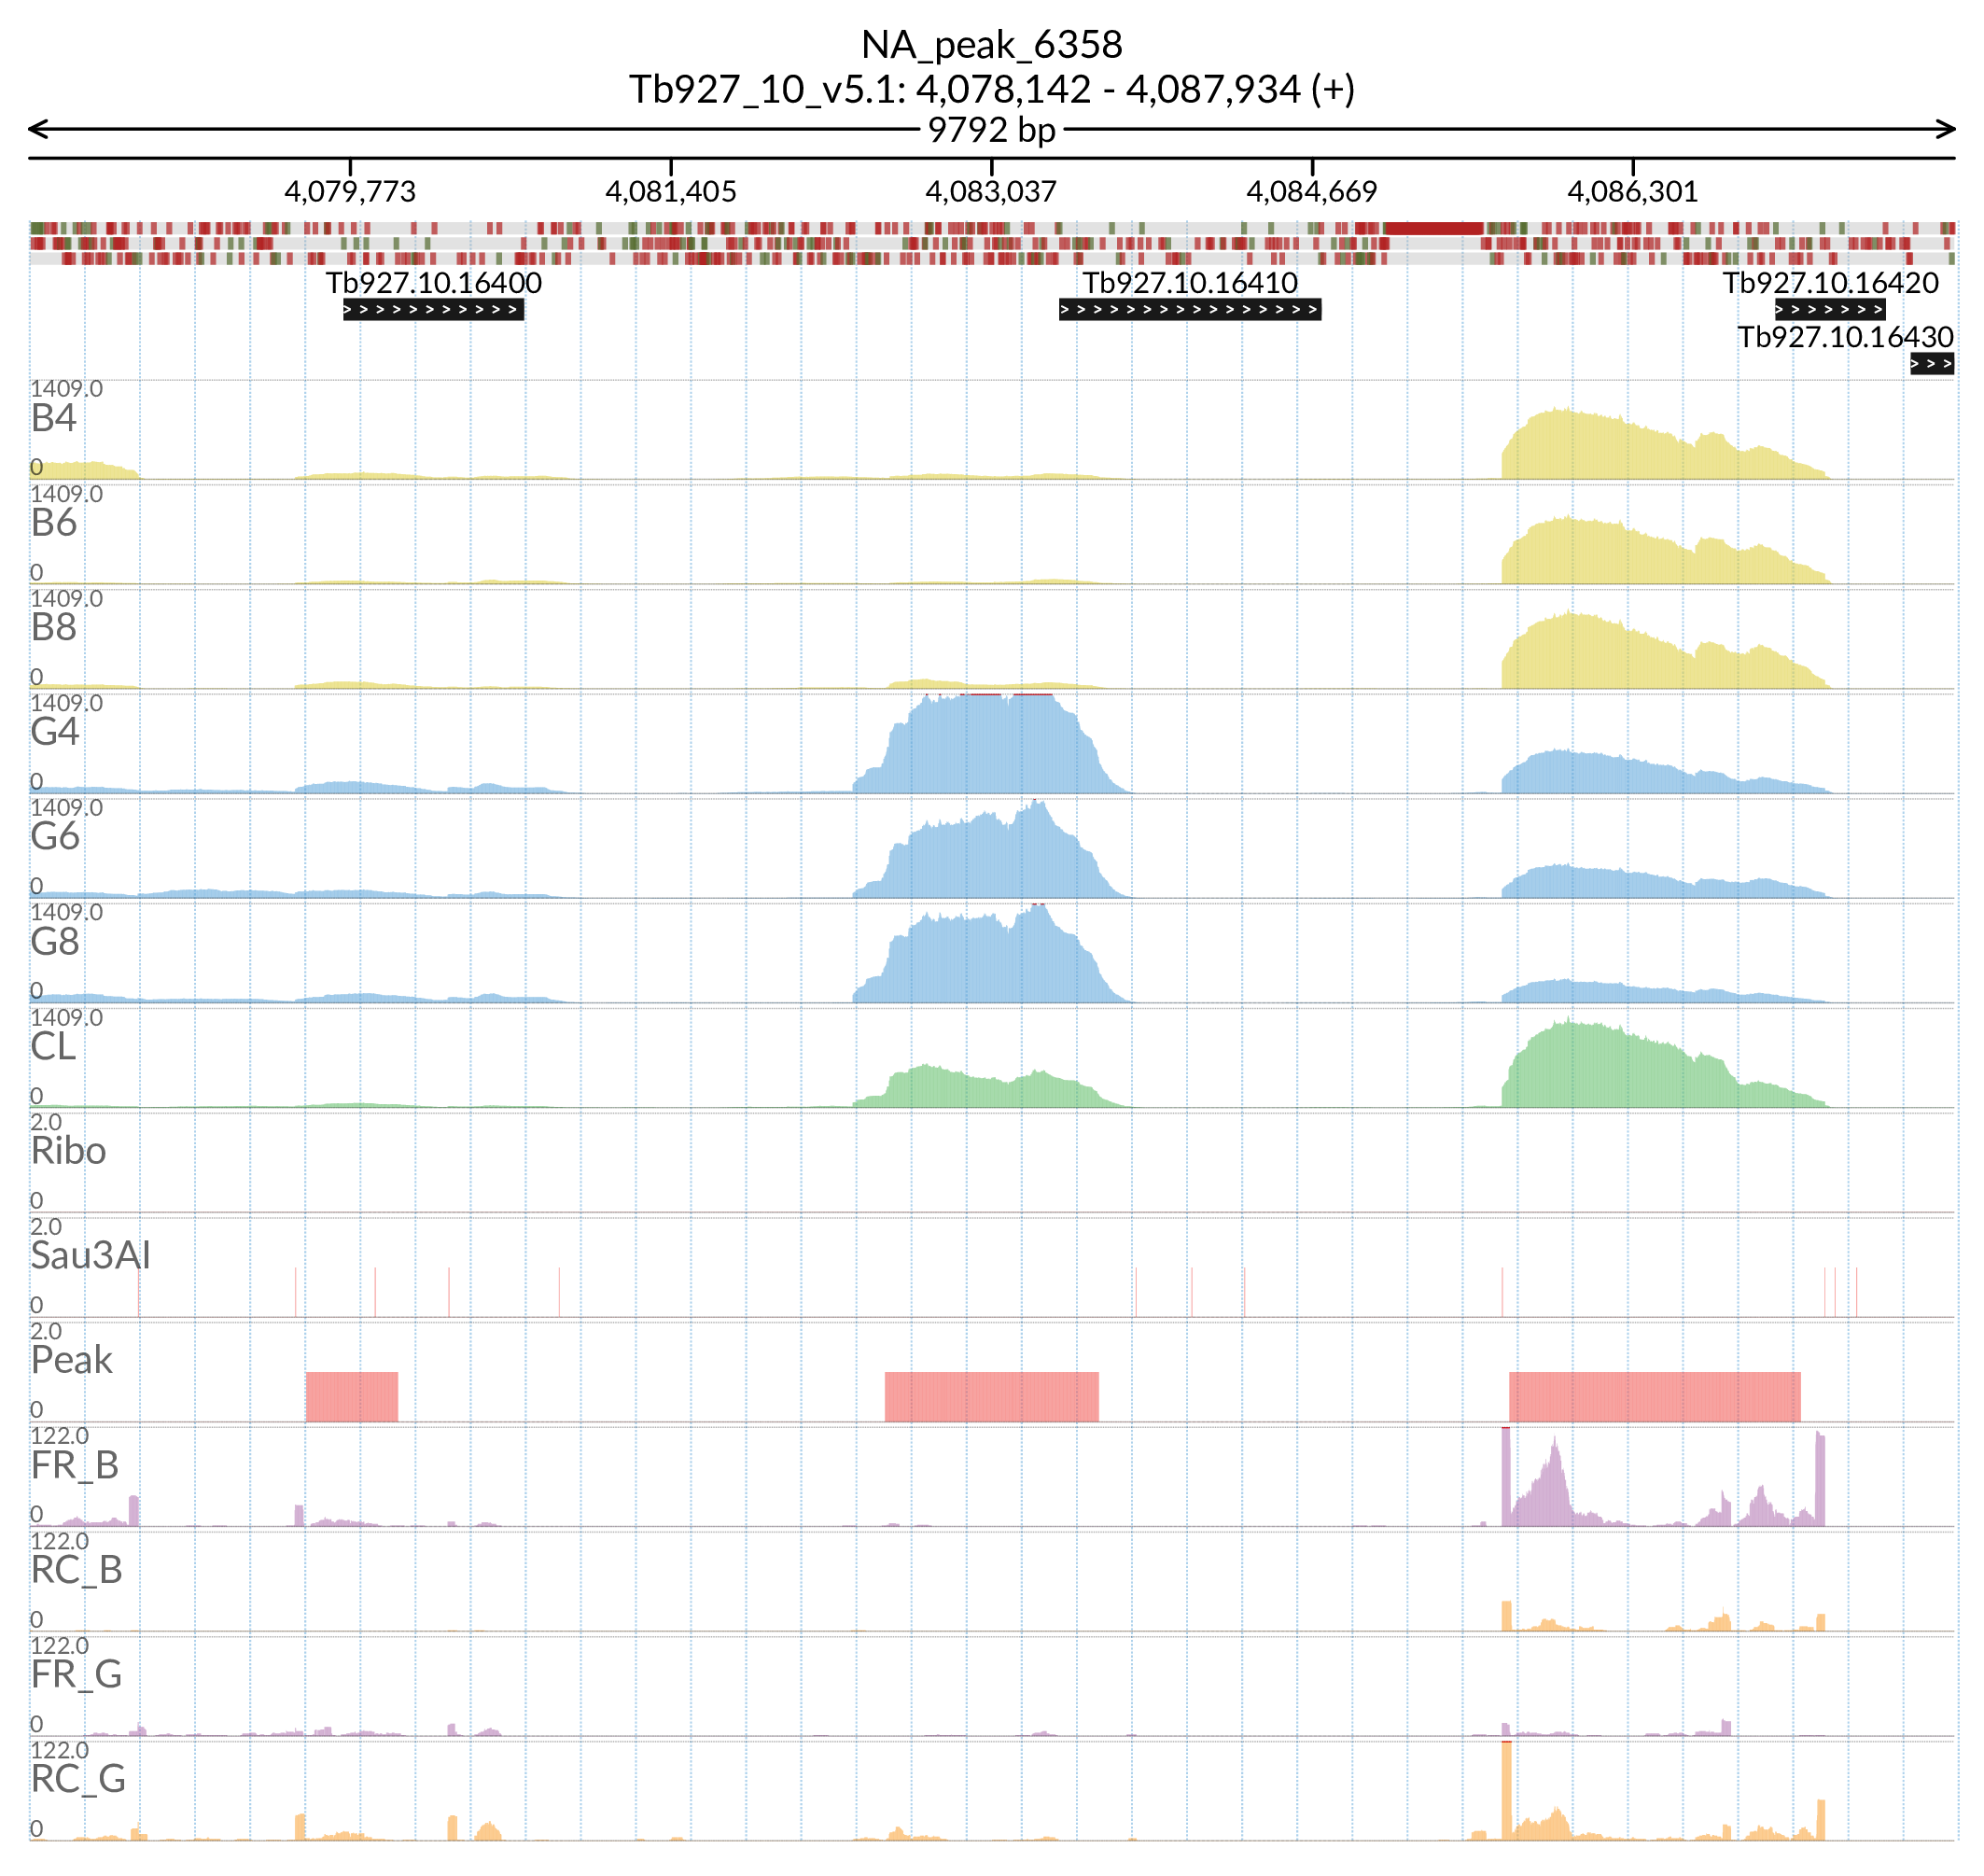 NA_peak_6358
Tb927_10_v5.1: 4,078,142 - 4,087,934 (+)
9792 bp
4,079,773 4,081,405 4,083,037 4,084,669 4,086,301
Tb927.10.16400 Tb927.10.16410 Tb927.10.16420
Tb927.10.16430
1409.0
B4
0
1409.0
B6
0
1409.0
B8
0
1409.0
G4
0
1409.0
G6
0
1409.0
G8
0
1409.0
CL
0
2.0
Ribo
0
2.0
Sau3AI
0
2.0
Peak
0
122.0
FR_B
0
122.0
RC_B
0
122.0
FR_G
0
122.0
RC_G
0